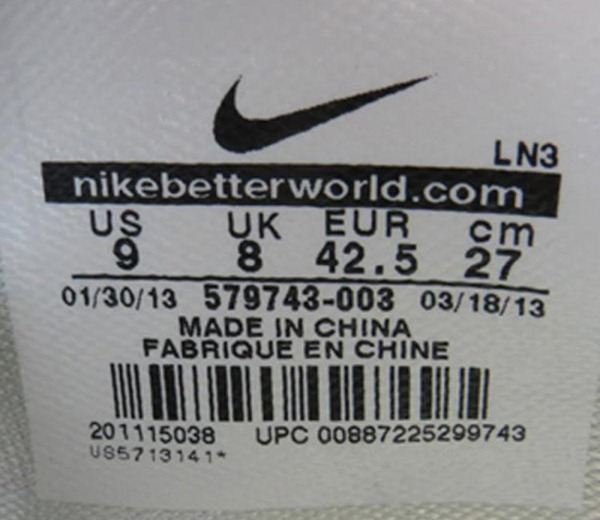 LN3
nikebetterworld.com
US UK EUR cm
9 8 42.5 27
01/30/13 579743-003 03/18/13
MADE IN CHINA
FABRIQUE EN CHINE
201115038 UPC 00887225299743
US5713141*